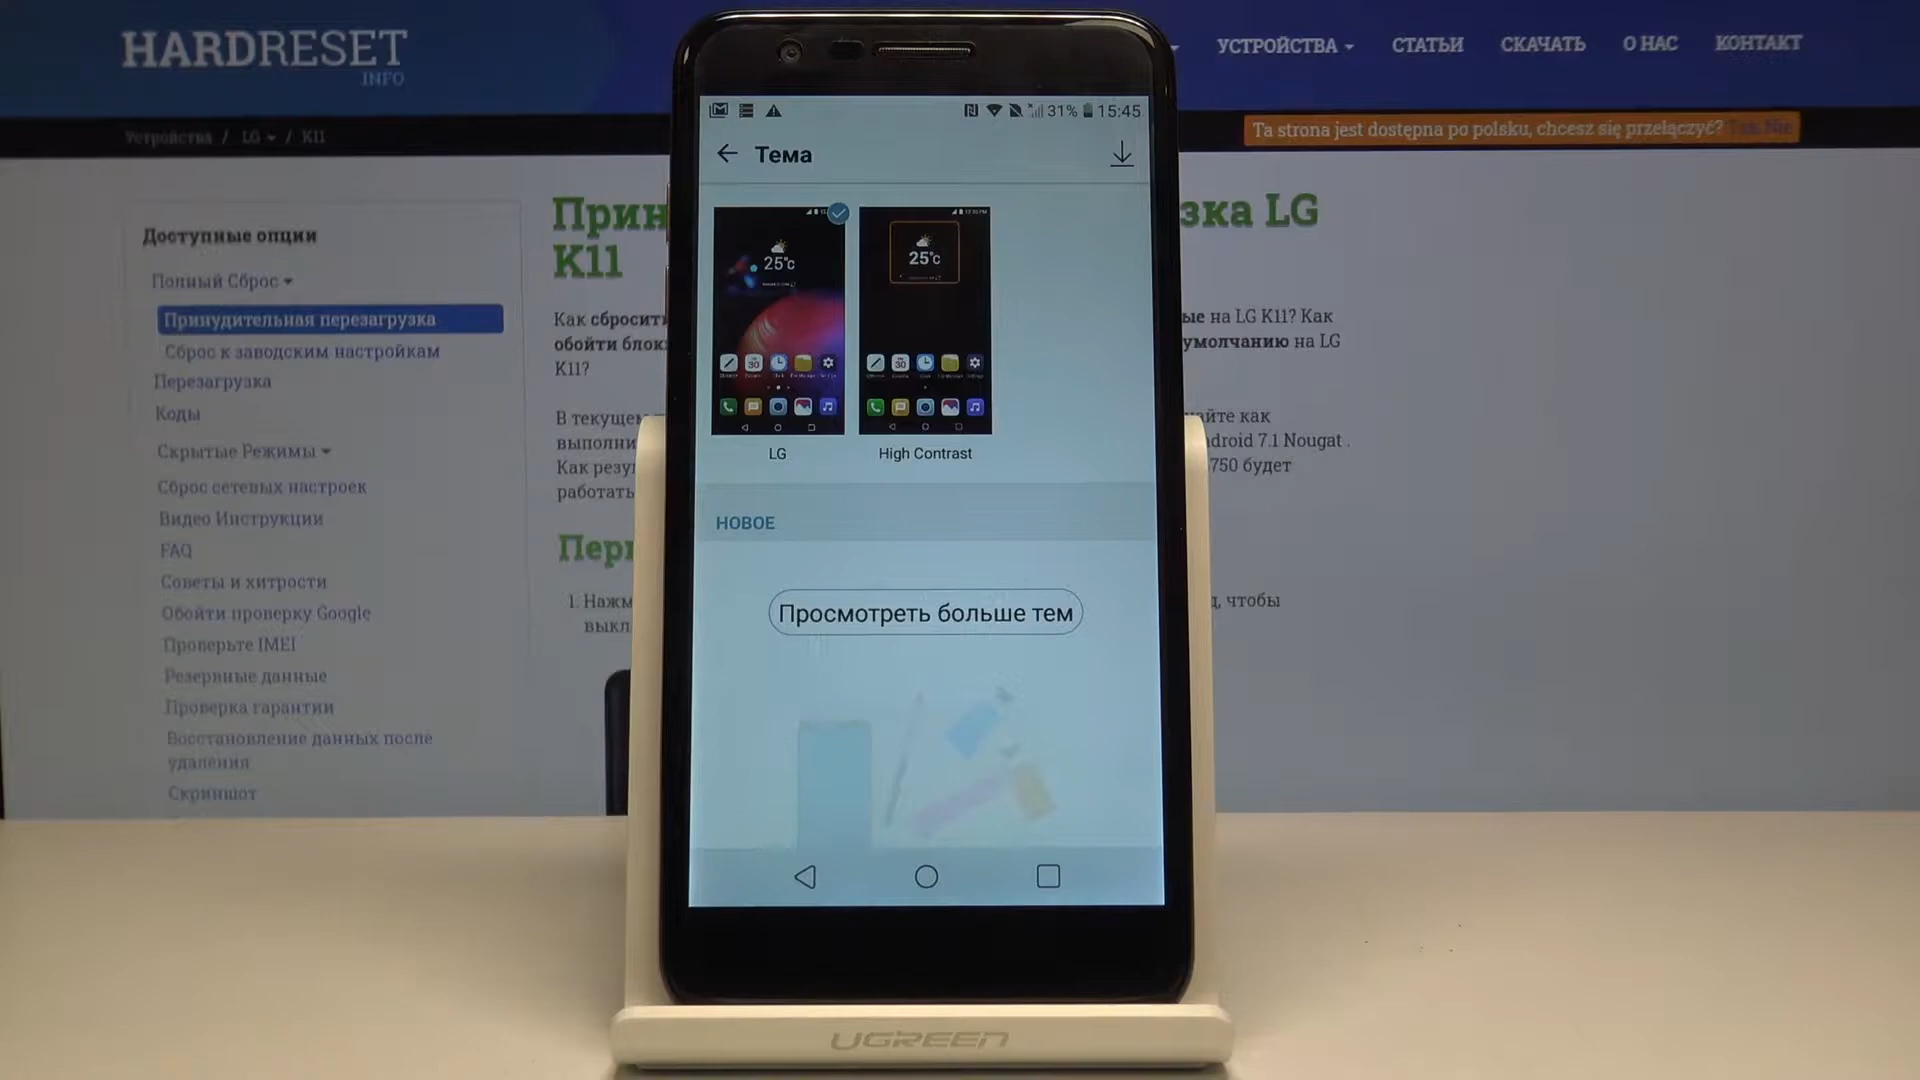 HARDRESET
INFO
УСТРОЙСТВА
СТАТЬИ
СКАЧАТЬ
О НАС
КОНТАКТ
Устройства / LG / K11
Ta strona jest dostępna po polsku, chcesz się przełączyć? Tak Nie
Доступные опции
Полный Сброс
Принудительная перезагрузка
Сброс к заводским настройкам
Перезагрузка
Коды
Скрытые Режимы
Сброс сетевых настроек
Видео Инструкции
FAQ
Советы и хитрости
Обойти проверку Google
Проверьте IMEI
Резервные данные
Проверка гарантии
Восстановление данных после
удаления
Скриншот
Прин зка LG
K11
Как сбросить ые на LG K11? Как
обойти блок умолчанию на LG
K11?
В текущем айте как
выполни ndroid 7.1 Nougat .
Как резу 750 будет
работать
Пер
1. Нажм д, чтобы
выкл
31% 15:45
Тема
25°c
25°c
LG
High Contrast
НОВОЕ
Просмотреть больше тем
UGREEN